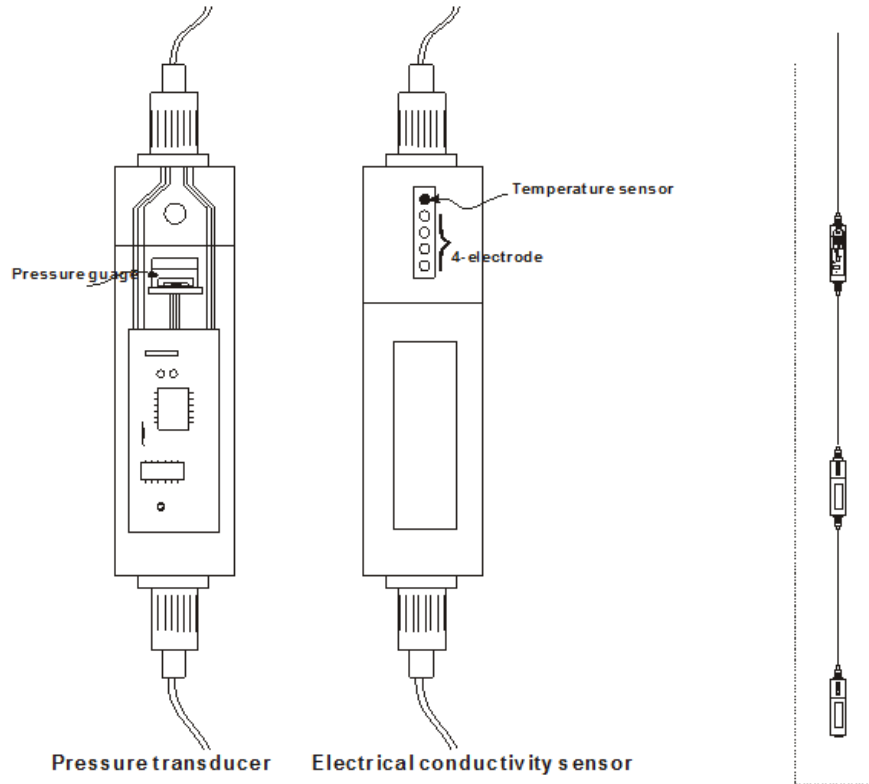 Temperature sensor
4-electrode
Pressure guage
Pressure transducer
Electrical conductivity sensor